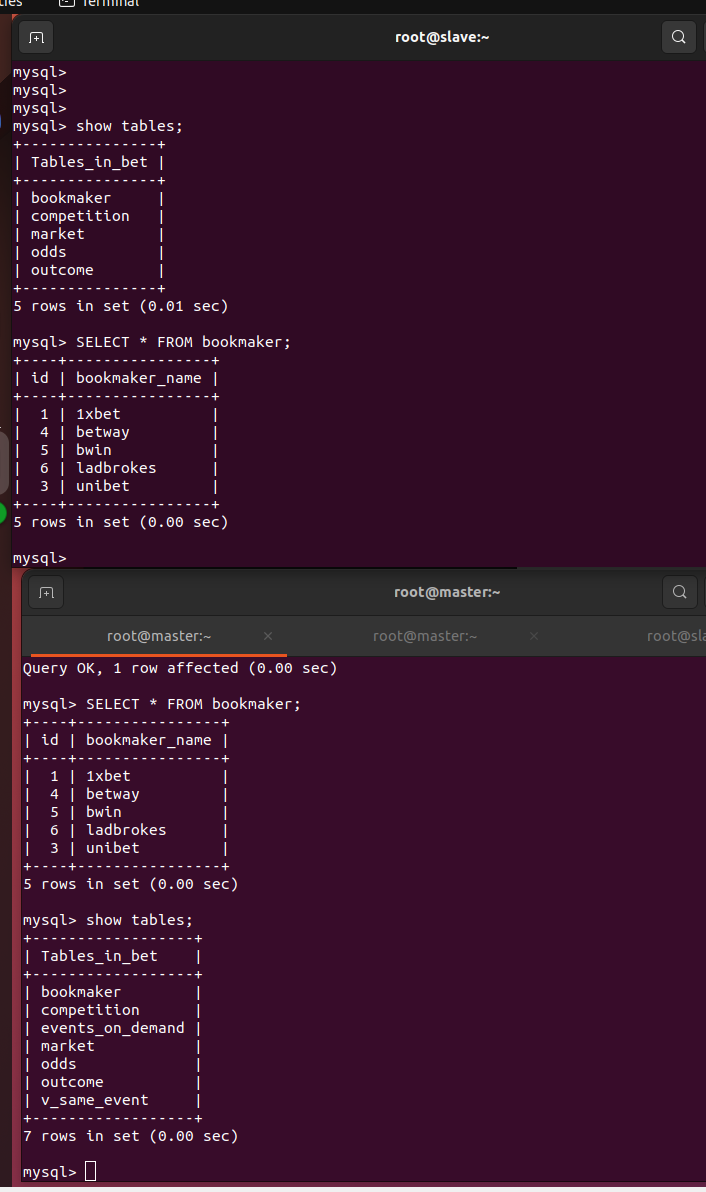 Terminal
root@slave:~
mysql>
mysql>
mysql>
mysql> show tables;
+---------------+
| Tables_in_bet |
+---------------+
| bookmaker     |
| competition   |
| market        |
| odds          |
| outcome       |
+---------------+
5 rows in set (0.01 sec)
mysql> SELECT * FROM bookmaker;
+----+----------------+
| id | bookmaker_name |
+----+----------------+
|  1 | 1xbet          |
|  4 | betway         |
|  5 | bwin           |
|  6 | ladbrokes      |
|  3 | unibet         |
+----+----------------+
5 rows in set (0.00 sec)
mysql>
root@master:~
root@master:~ × root@master:~ ×
Query OK, 1 row affected (0.00 sec)
mysql> SELECT * FROM bookmaker;
+----+----------------+
| id | bookmaker_name |
+----+----------------+
|  1 | 1xbet          |
|  4 | betway         |
|  5 | bwin           |
|  6 | ladbrokes      |
|  3 | unibet         |
+----+----------------+
5 rows in set (0.00 sec)
mysql> show tables;
+------------------+
| Tables_in_bet    |
+------------------+
| bookmaker        |
| competition      |
| events_on_demand |
| market           |
| odds             |
| outcome          |
| v_same_event     |
+------------------+
7 rows in set (0.00 sec)
mysql>